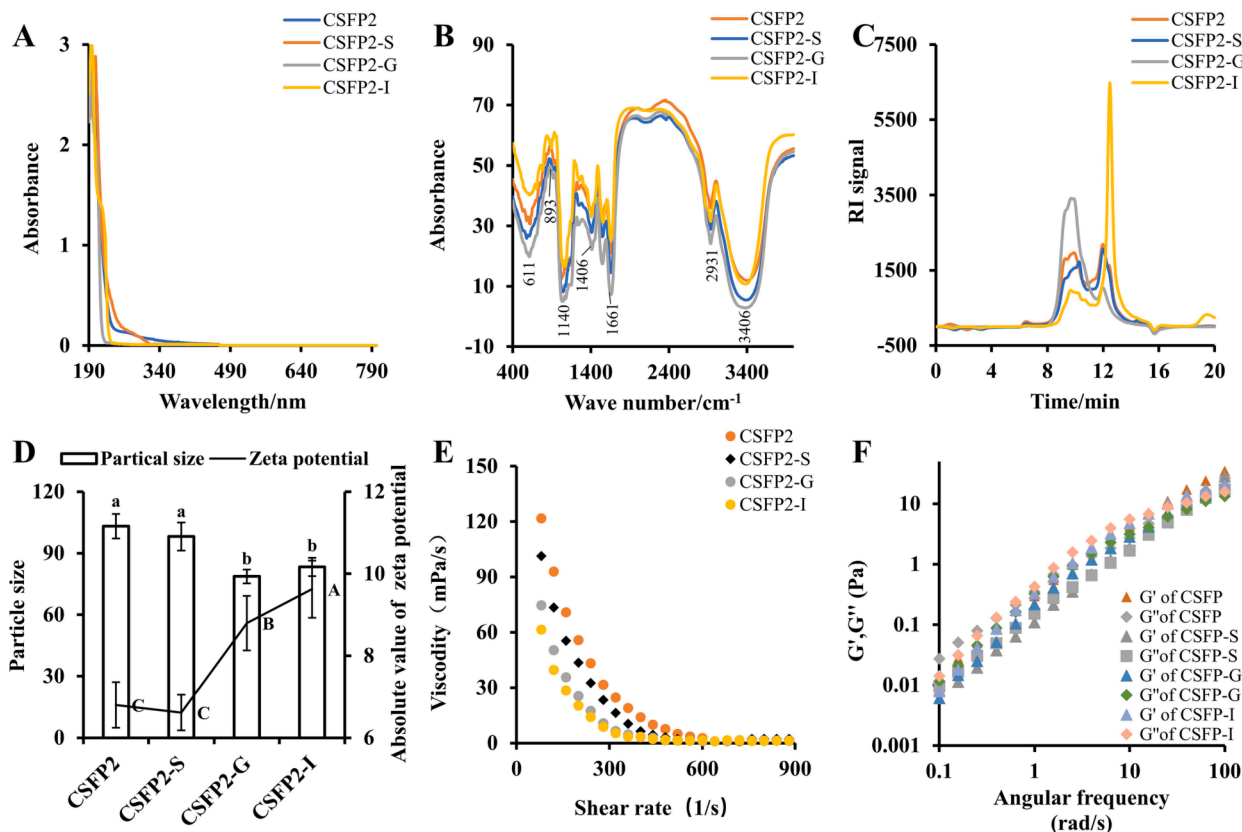 A
CSFP2
CSFP2-S
CSFP2-G
CSFP2-I
3
2
1
0
Absorbance
190 340 490 640 790
Wavelength/nm
B
CSFP2
CSFP2-S
CSFP2-G
CSFP2-I
90
70
50
30
10
-10
Absorbance
611
893
1140
1406
1661
2931
3406
400 1400 2400 3400
Wave number/cm-1
C
CSFP2
CSFP2-S
CSFP2-G
CSFP2-I
7500
5500
3500
1500
-500
RI signal
0 4 8 12 16 20
Time/min
D
Partical size
Zeta potential
120
90
60
30
0
Particle size
a a b b
C C B A
12
10
8
6
Absolute value of zeta potential
CSFP2 CSFP2-S CSFP2-G CSFP2-I
E
CSFP2
CSFP2-S
CSFP2-G
CSFP2-I
150
120
90
60
30
0
Viscodity（mPa/s）
0 300 600 900
Shear rate (1/s)
F
10
1
0.1
0.01
0.001
G',G'' (Pa)
G' of CSFP
G''of CSFP
G' of CSFP-S
G''of CSFP-S
G' of CSFP-G
G''of CSFP-G
G' of CSFP-I
G''of CSFP-I
0.1 1 10 100
Angular frequency
(rad/s)